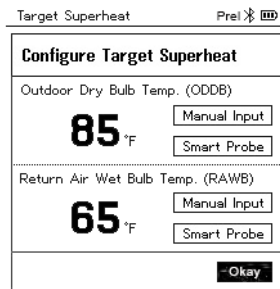 Target Superheat Prel
Configure Target Superheat
Outdoor Dry Bulb Temp. (ODDB)
85 °F
Manual Input
Smart Probe
Return Air Wet Bulb Temp. (RAWB)
65 °F
Manual Input
Smart Probe
Okay